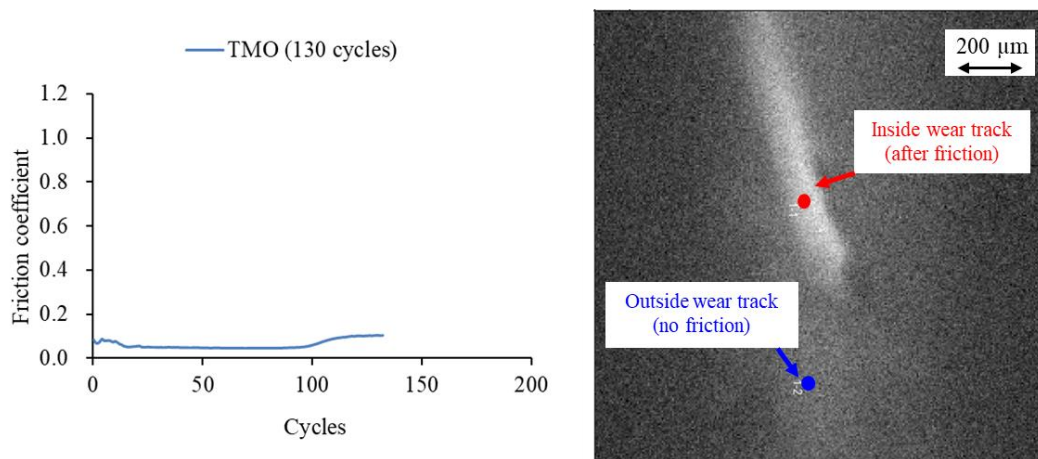 TMO (130 cycles)
Friction coefficient
1.2
1.0
0.8
0.6
0.4
0.2
0.0
0
50
100
150
200
Cycles
200 μm
Inside wear track
(after friction)
Outside wear track
(no friction)